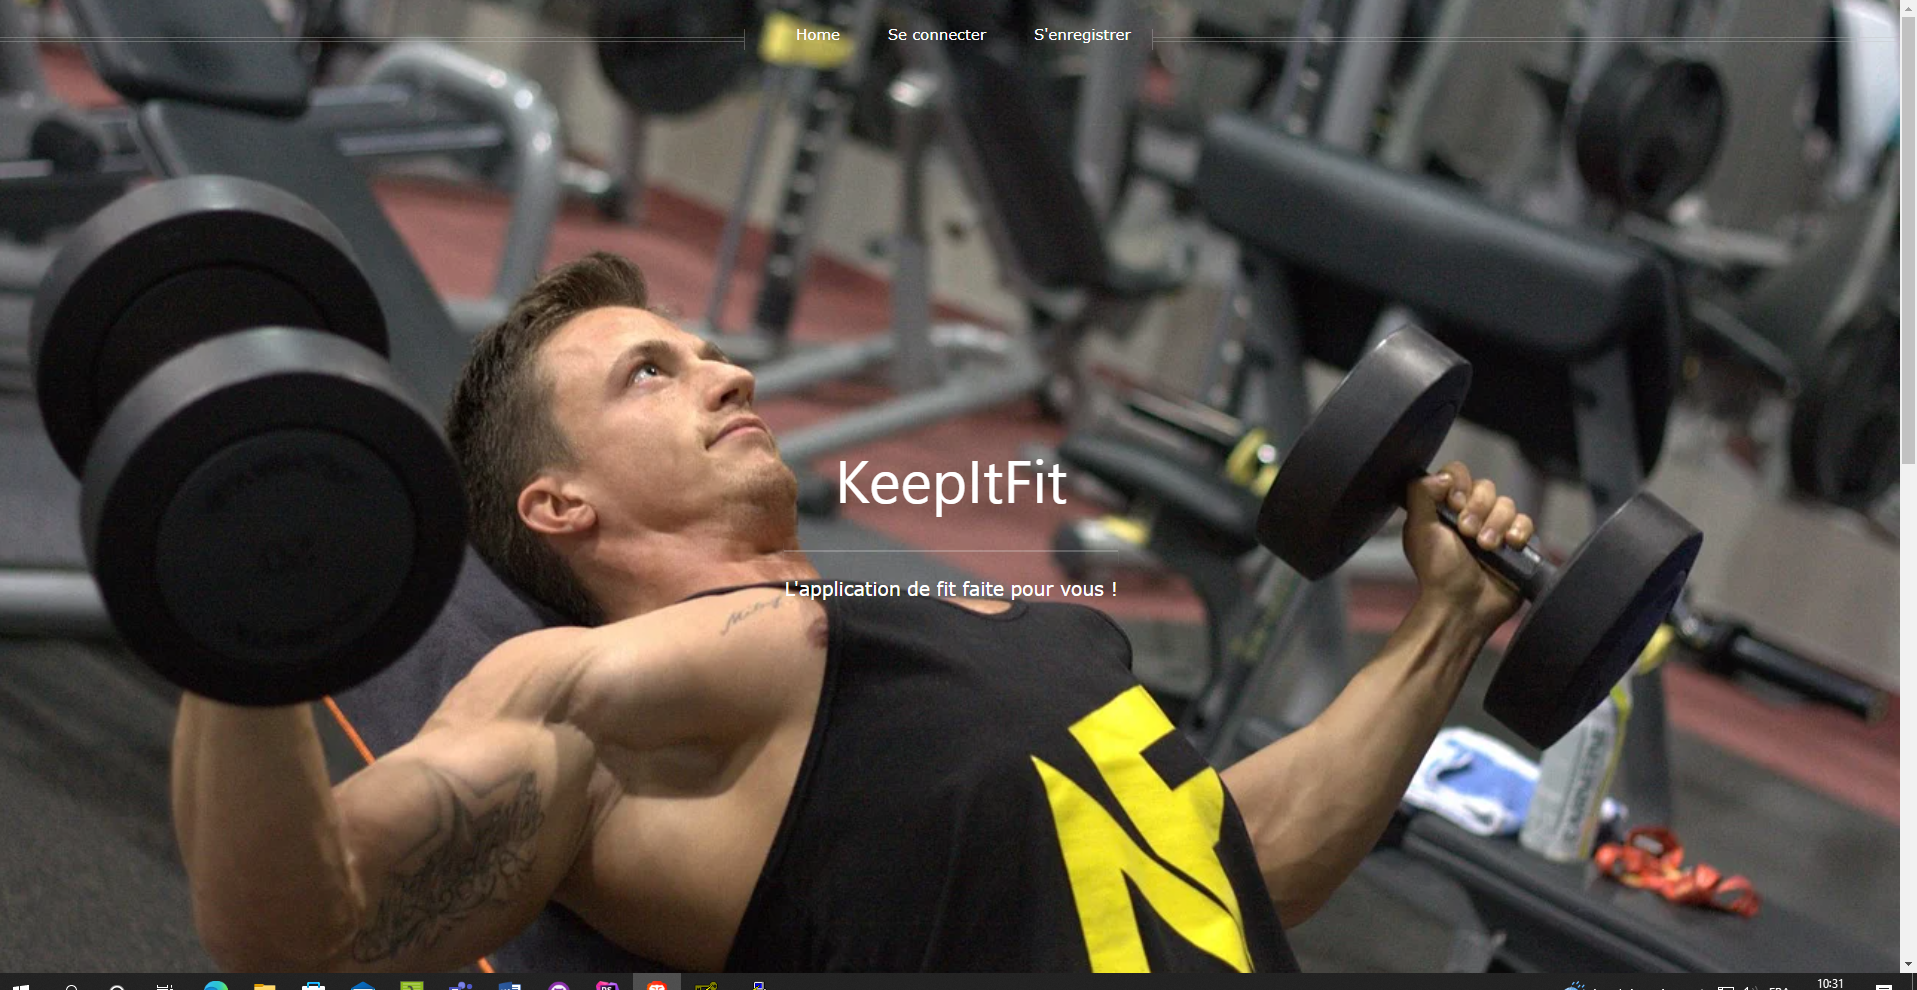 Home Se connecter S'enregistrer
KeepItFit
L'application de fit faite pour vous !
10:31